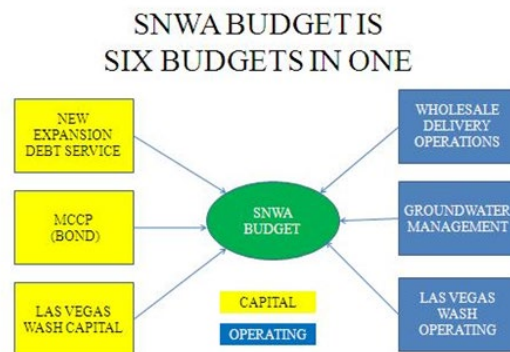 SNWA BUDGET IS
SIX BUDGETS IN ONE
NEW
EXPANSION
DEBT SERVICE
WHOLESALE
DELIVERY
OPERATIONS
MCCP
(BOND)
SNWA
BUDGET
GROUNDWATER
MANAGEMENT
LAS VEGAS
WASH CAPITAL
CAPITAL
OPERATING
LAS VEGAS
WASH
OPERATING